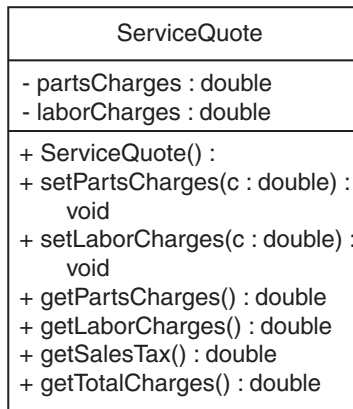 ServiceQuote
- partsCharges : double
- laborCharges : double
+ ServiceQuote() :
+ setPartsCharges(c : double) :
void
+ setLaborCharges(c : double) :
void
+ getPartsCharges() : double
+ getLaborCharges() : double
+ getSalesTax() : double
+ getTotalCharges() : double